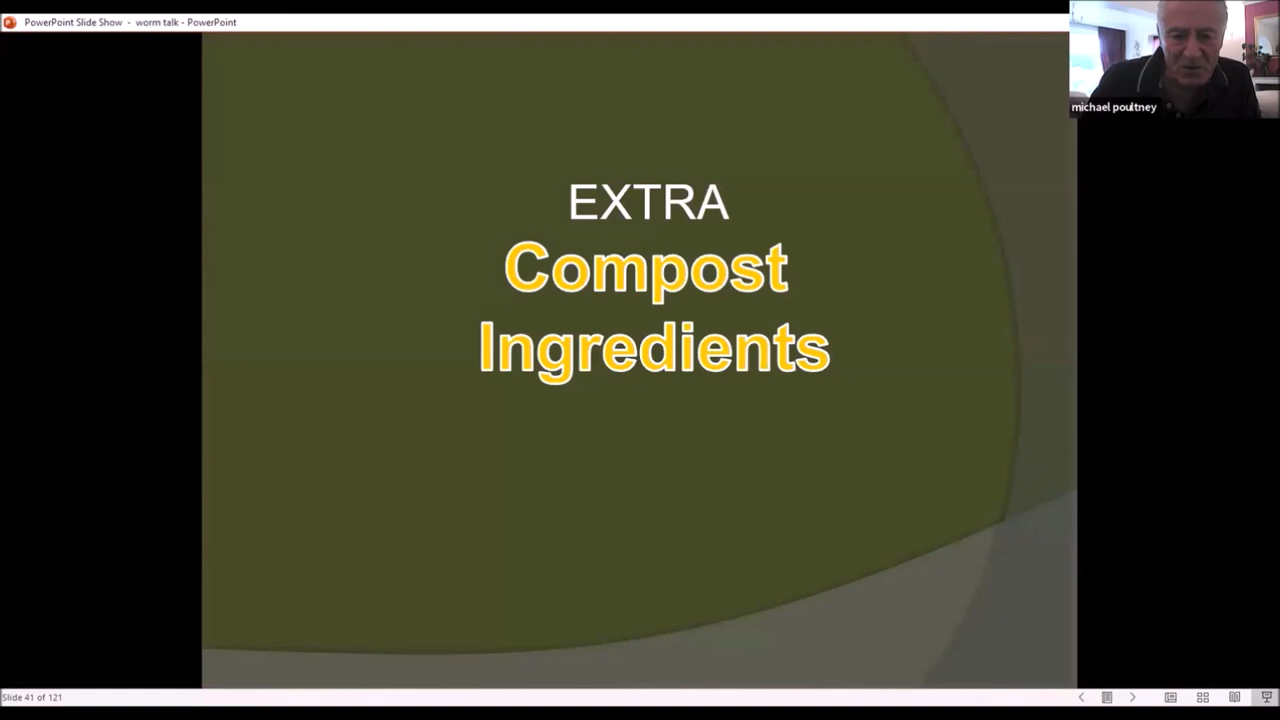 PowerPoint Slide Show - worm talk - PowerPoint
michael poultney
EXTRA
Compost
Ingredients
Slide 41 of 121